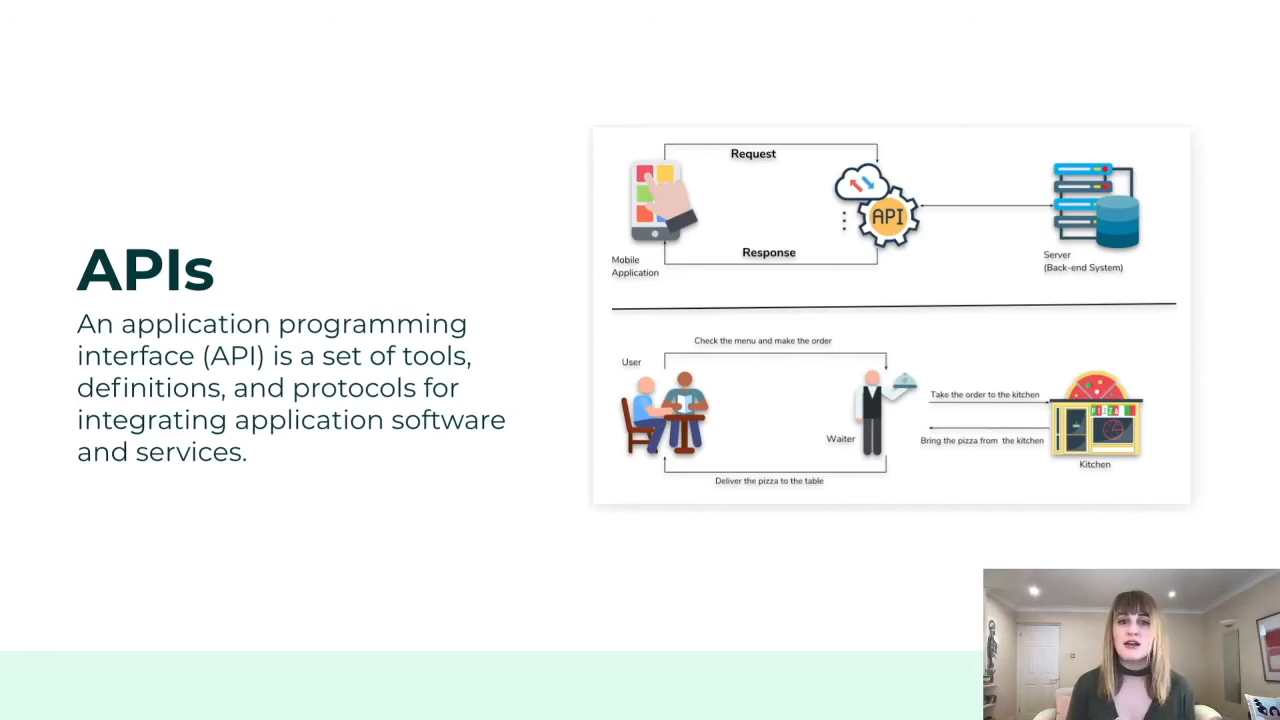 APIs
An application programming
interface (API) is a set of tools,
definitions, and protocols for
integrating application software
and services.
Request
API
Response
Mobile
Application
Server
(Back-end System)
Check the menu and make the order
User
Take the order to the kitchen
PIZZA
Waiter
Bring the pizza from the kitchen
Kitchen
Deliver the pizza to the table